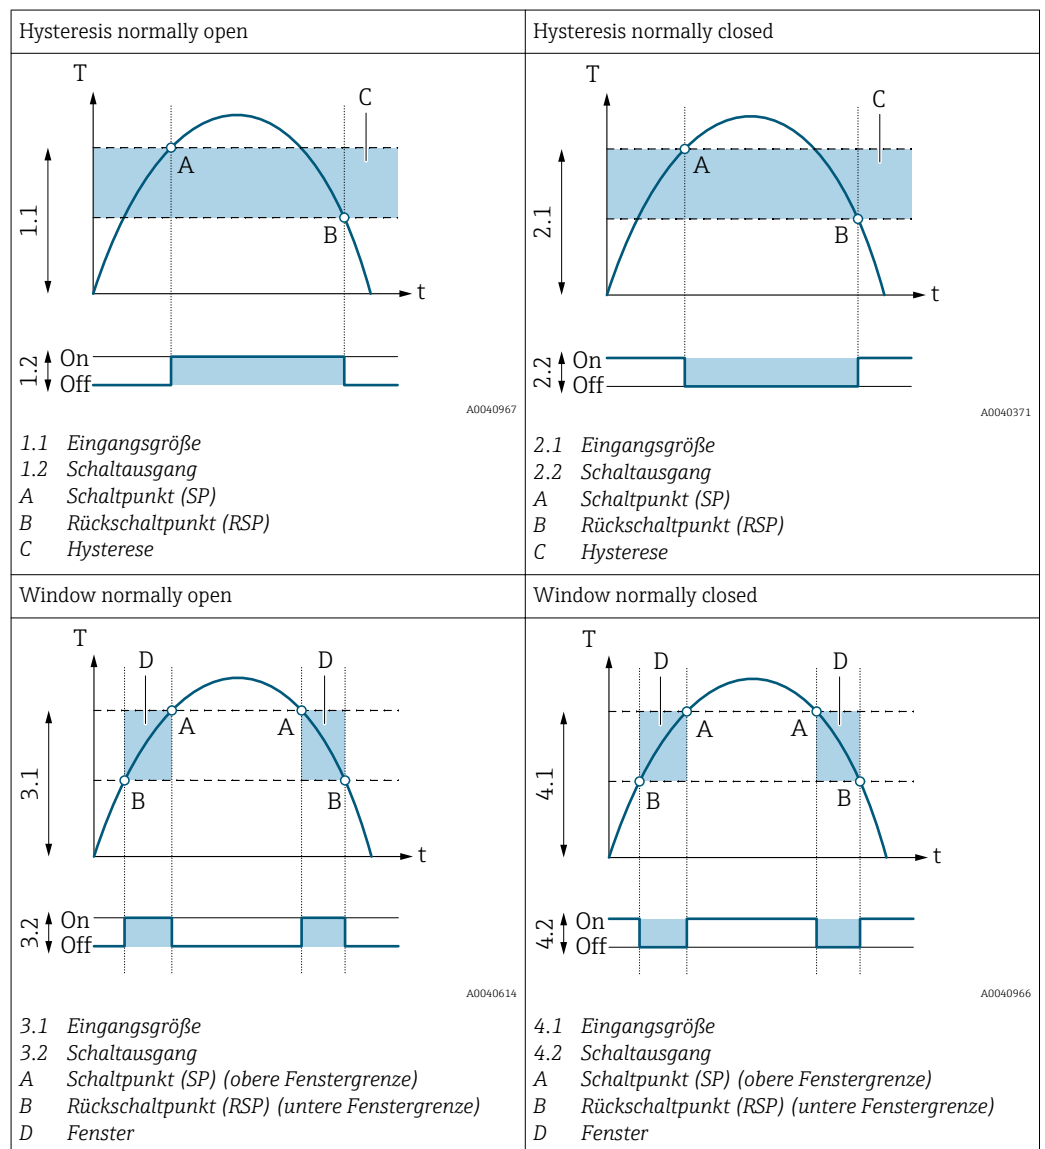 Hysteresis normally open
T
C
A
B
1.1
t
1.2
On
Off
A0040967
1.1 Eingangsgröße
1.2 Schaltausgang
A Schaltpunkt (SP)
B Rückschaltpunkt (RSP)
C Hysterese
Hysteresis normally closed
T
C
A
B
2.1
t
2.2
On
Off
A0040371
2.1 Eingangsgröße
2.2 Schaltausgang
A Schaltpunkt (SP)
B Rückschaltpunkt (RSP)
C Hysterese
Window normally open
T
D
D
A
A
B
B
3.1
t
3.2
On
Off
A0040614
3.1 Eingangsgröße
3.2 Schaltausgang
A Schaltpunkt (SP) (obere Fenstergrenze)
B Rückschaltpunkt (RSP) (untere Fenstergrenze)
D Fenster
Window normally closed
T
D
D
A
A
B
B
4.1
t
4.2
On
Off
A0040966
4.1 Eingangsgröße
4.2 Schaltausgang
A Schaltpunkt (SP) (obere Fenstergrenze)
B Rückschaltpunkt (RSP) (untere Fenstergrenze)
D Fenster